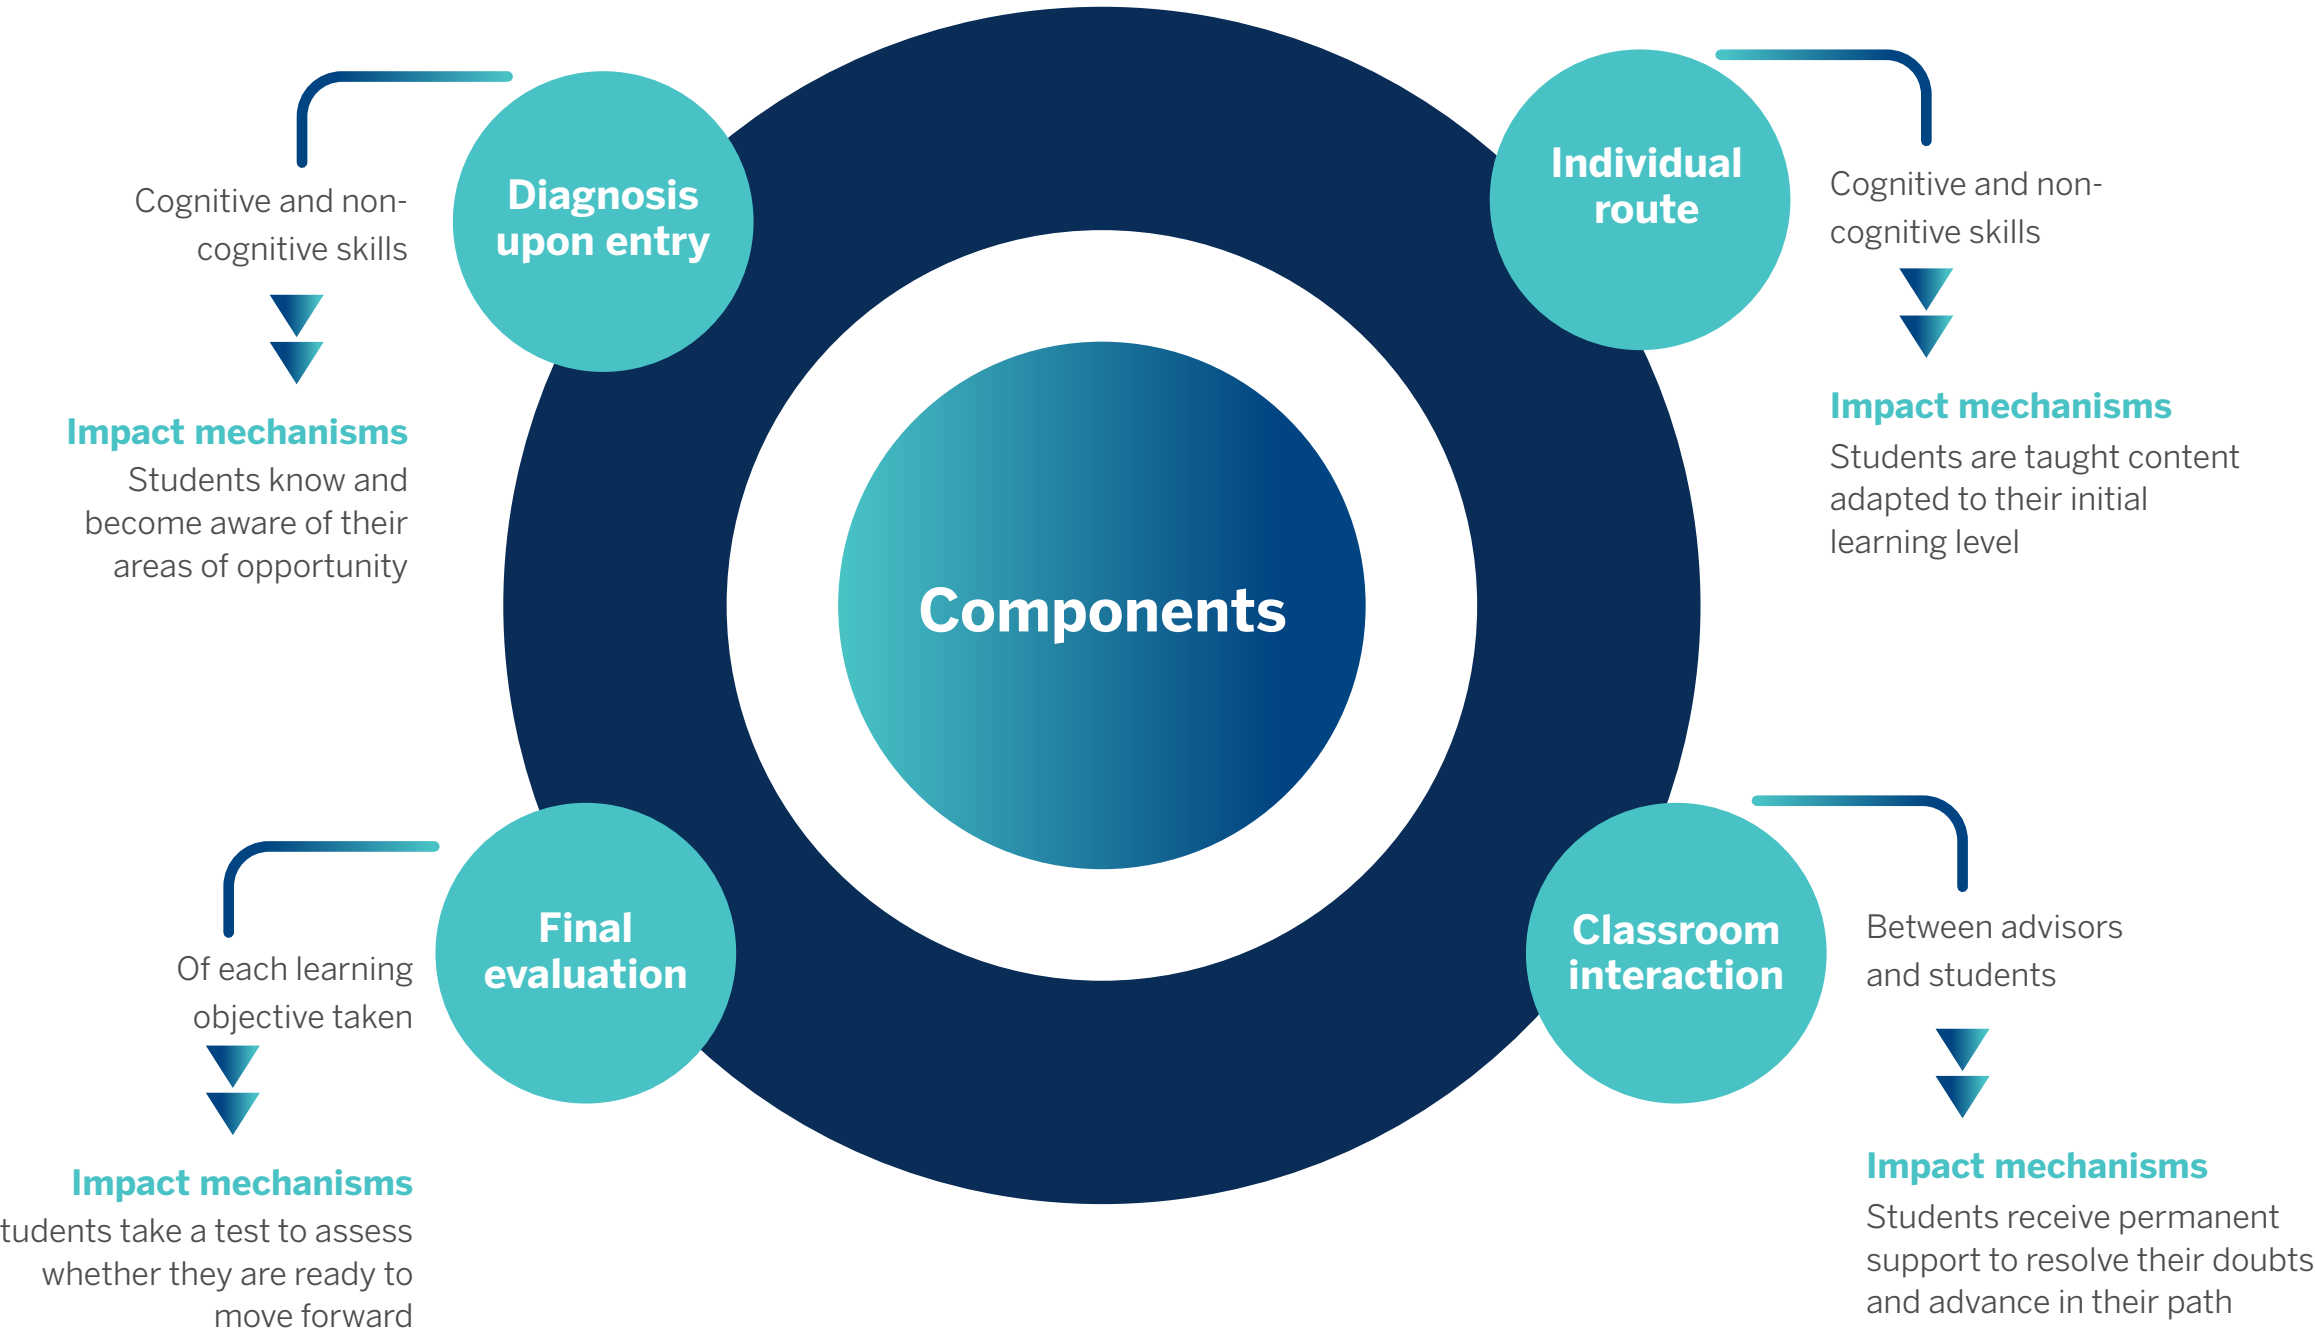 Diagnosis
upon entry
Cognitive and non-
cognitive skills
Impact mechanisms
Students know and
become aware of their
areas of opportunity
Individual
route
Cognitive and non-
cognitive skills
Impact mechanisms
Students are taught content
adapted to their initial
learning level
Components
Final
evaluation
Of each learning
objective taken
Impact mechanisms
tudents take a test to assess
whether they are ready to
move forward
Classroom
interaction
Between advisors
and students
Impact mechanisms
Students receive permanent
support to resolve their doubts
and advance in their path